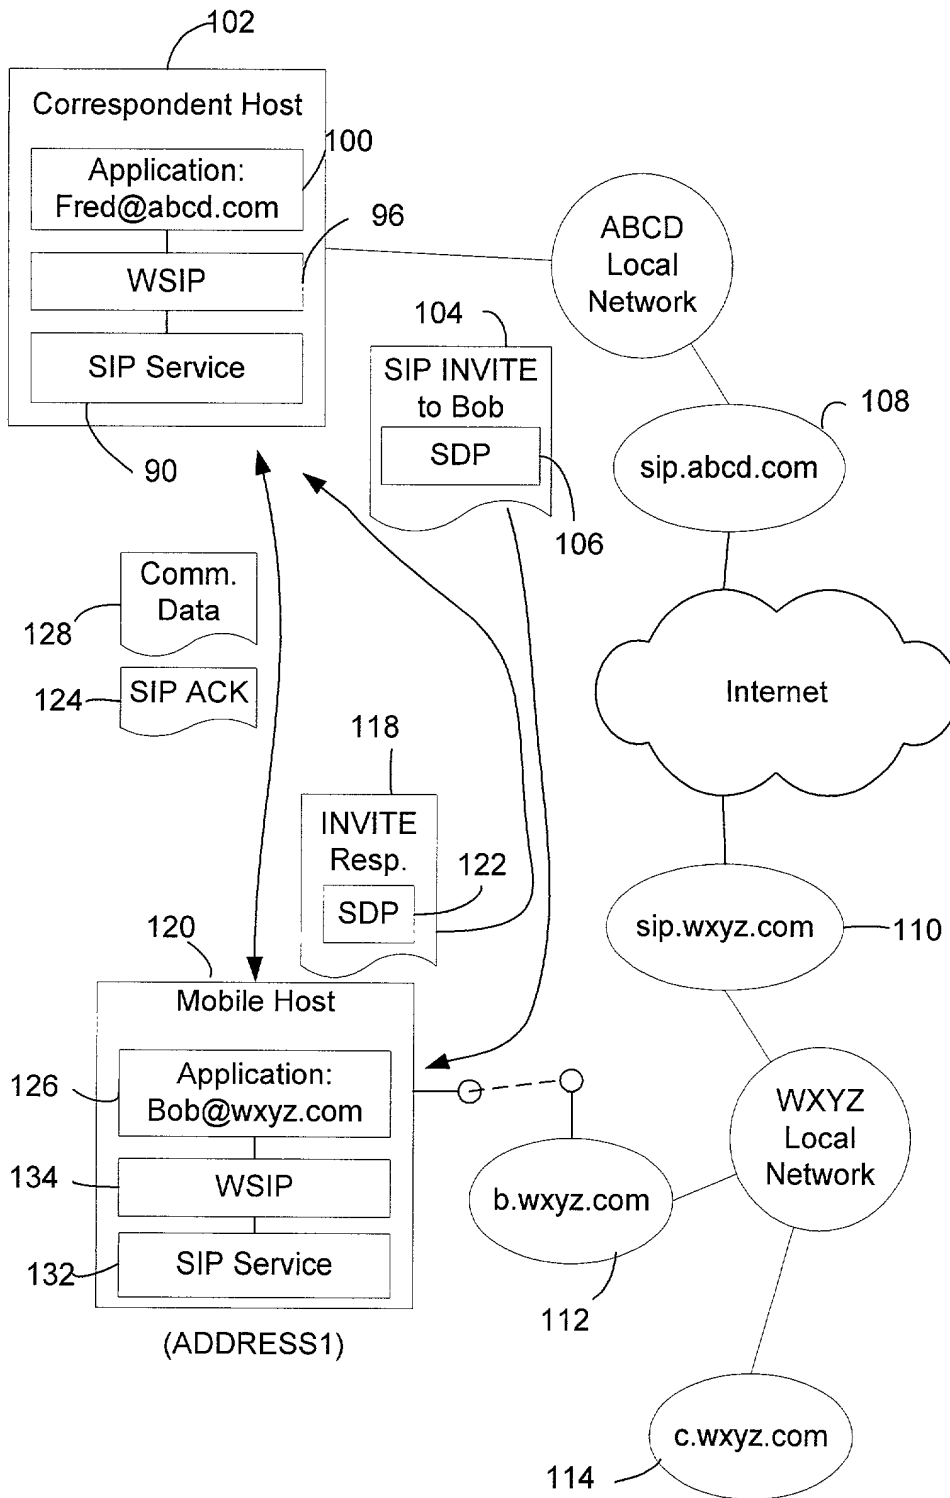 102
Correspondent Host
100
Application:
Fred@abcd.com
96
WSIP
SIP Service
90
ABCD
Local
Network
104
SIP INVITE
to Bob
SDP
106
108
sip.abcd.com
Comm.
Data
128
SIP ACK
124
Internet
118
INVITE
Resp.
SDP
122
sip.wxyz.com
110
120
Mobile Host
126
Application:
Bob@wxyz.com
134
WSIP
132
SIP Service
(ADDRESS1)
WXYZ
Local
Network
b.wxyz.com
112
c.wxyz.com
114